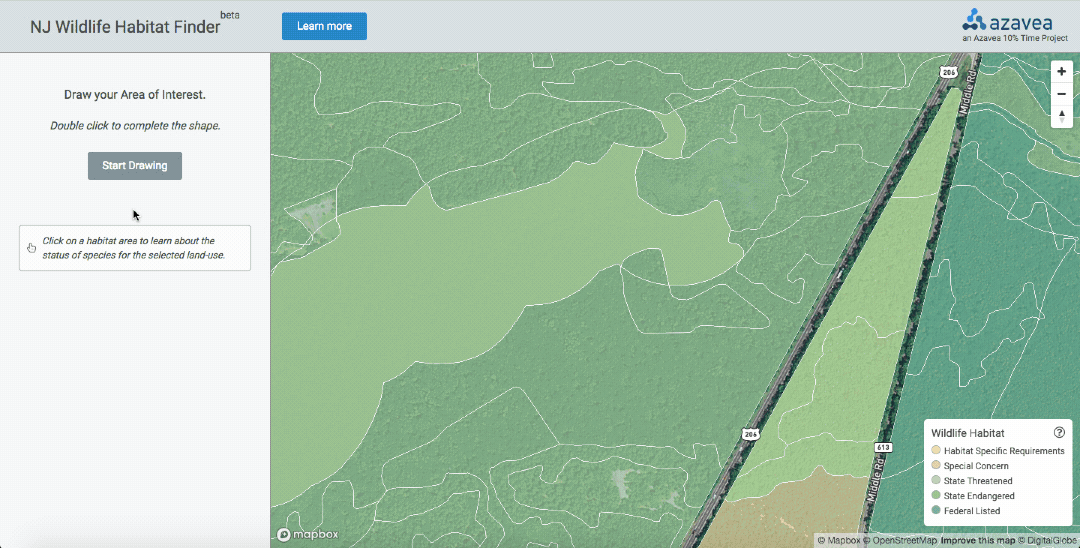 NJ Wildlife Habitat Finder beta
Learn more
azavea
an Azavea 10% Time Project
Draw your Area of Interest.
Double click to complete the shape.
Start Drawing
Click on a habitat area to learn about the
status of species for the selected land-use.
206
Middle Rd
206
613
Middle Rd
Wildlife Habitat ?
Habitat Specific Requirements
Special Concern
State Threatened
State Endangered
Federal Listed
mapbox
© Mapbox © OpenStreetMap Improve this map © DigitalGlobe